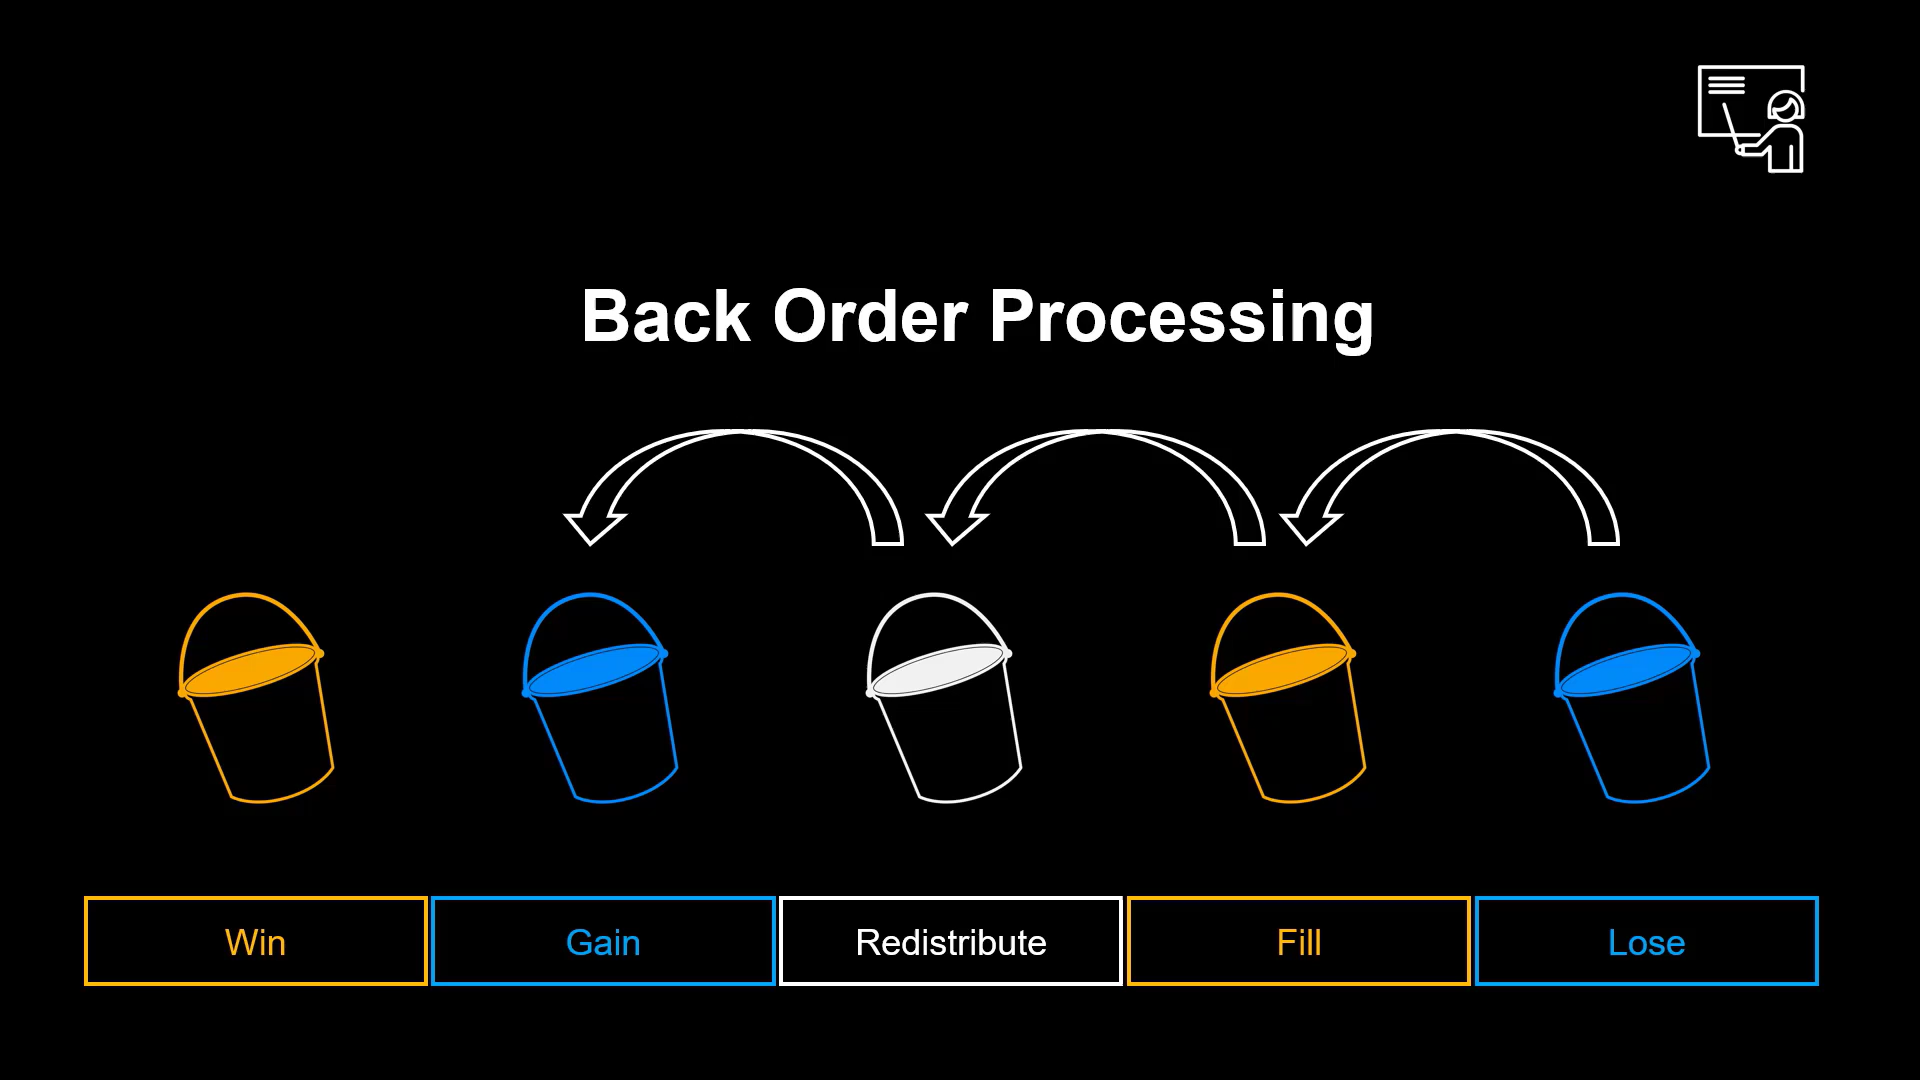 Back Order Processing
Win
Gain
Redistribute
Fill
Lose